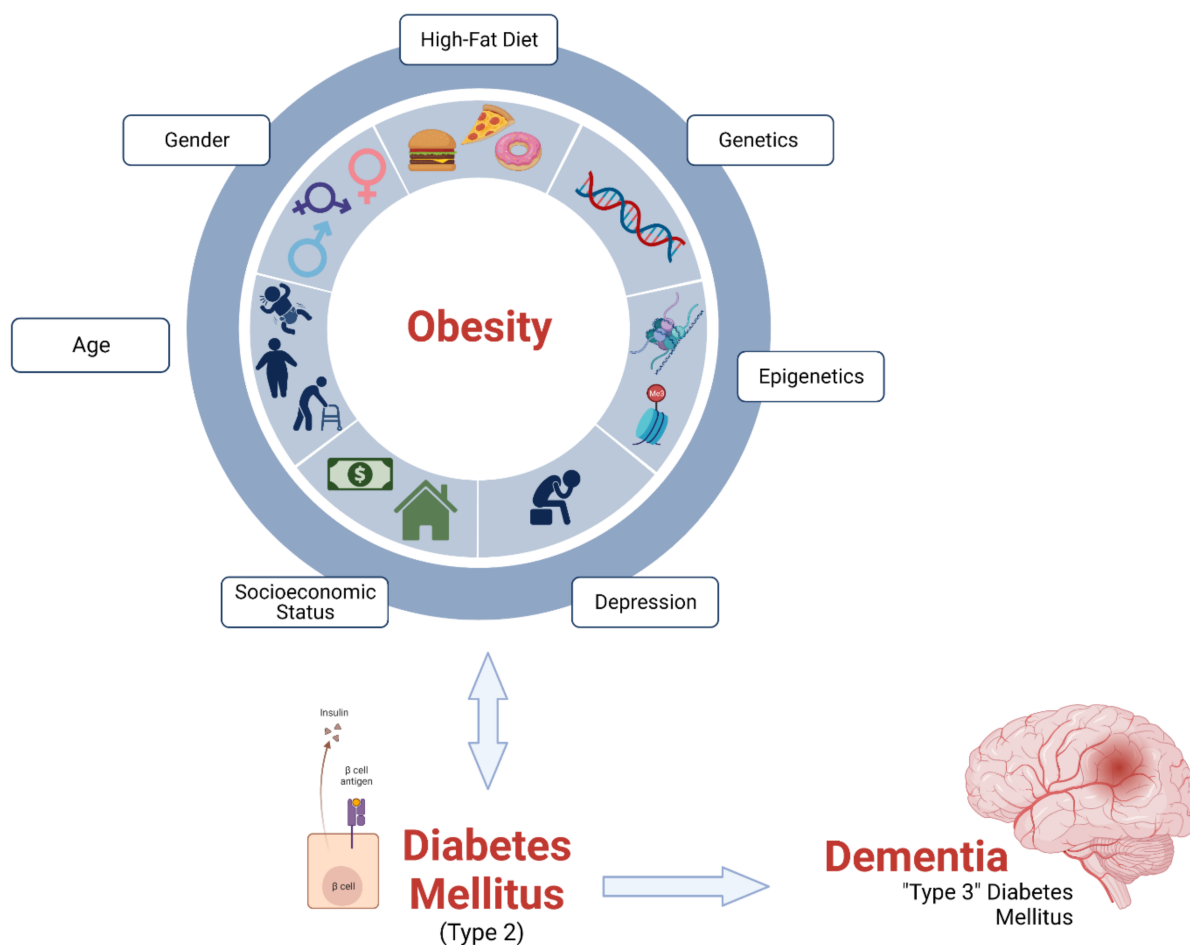 High-Fat Diet
Gender
Genetics
Obesity
Age
Epigenetics
Me3
$
Socioeconomic
Status
Depression
Insulin
β cell
antigen
β cell
Diabetes
Mellitus
(Type 2)
Dementia
"Type 3" Diabetes
Mellitus